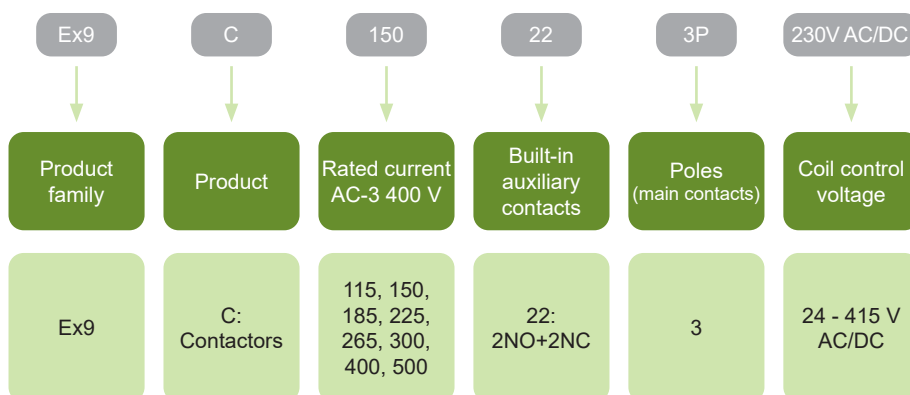 Ex9
C
150
22
3P
230V AC/DC
Product
family
Product
Rated current
AC-3 400 V
Built-in
auxiliary
contacts
Poles
(main contacts)
Coil control
voltage
Ex9
C:
Contactors
115, 150,
185, 225,
265, 300,
400, 500
22:
2NO+2NC
3
24 - 415 V
AC/DC